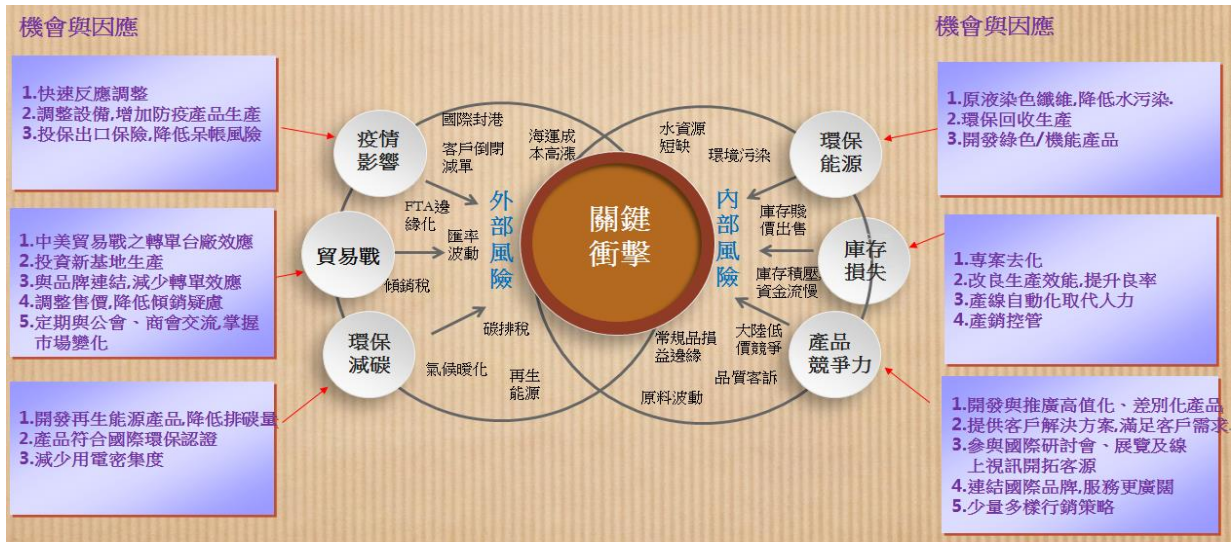 機會與因應
1.快速反應調整
2.調整設備,增加防疫產品生產
3.投保出口保險,降低呆帳風險
1.中美貿易戰之轉單台廠效應
2.投資新基地生產
3.與品牌連結,減少轉單效應
4.調整售價,降低傾銷疑慮
5.定期與公會、商會交流,掌握
市場變化
1.開發再生能源產品,降低排碳量
2.產品符合國際環保認證
3.減少用電密集度
疫情
影響
貿易戰
環保
減碳
國際封港
客戶倒閉
減單
海運成
本高漲
FTA邊
緣化
匯率
波動
傾銷稅
碳排稅
氣候曖化
再生
能源
外部風險
關鍵
衝擊
內部風險
水資源
短缺
環境污染
庫存賤
價出售
庫存積壓
資金流慢
大陸低
價競爭
常規品損
益邊緣
品質客訴
原料波動
環保
能源
庫存
損失
產品
競爭力
機會與因應
1.原液染色纖維,降低水污染.
2.環保回收生產
3.開發綠色/機能產品
1.專案去化
2.改良生產效能,提升良率
3.產線自動化取代人力
4.產銷控管
1.開發與推廣高值化、差別化產品
2.提供客戶解決方案,滿足客戶需求.
3.參與國際研討會、展覽及線
上視訊開拓客源
4.連結國際品牌,服務更廣闊
5.少量多樣行銷策略